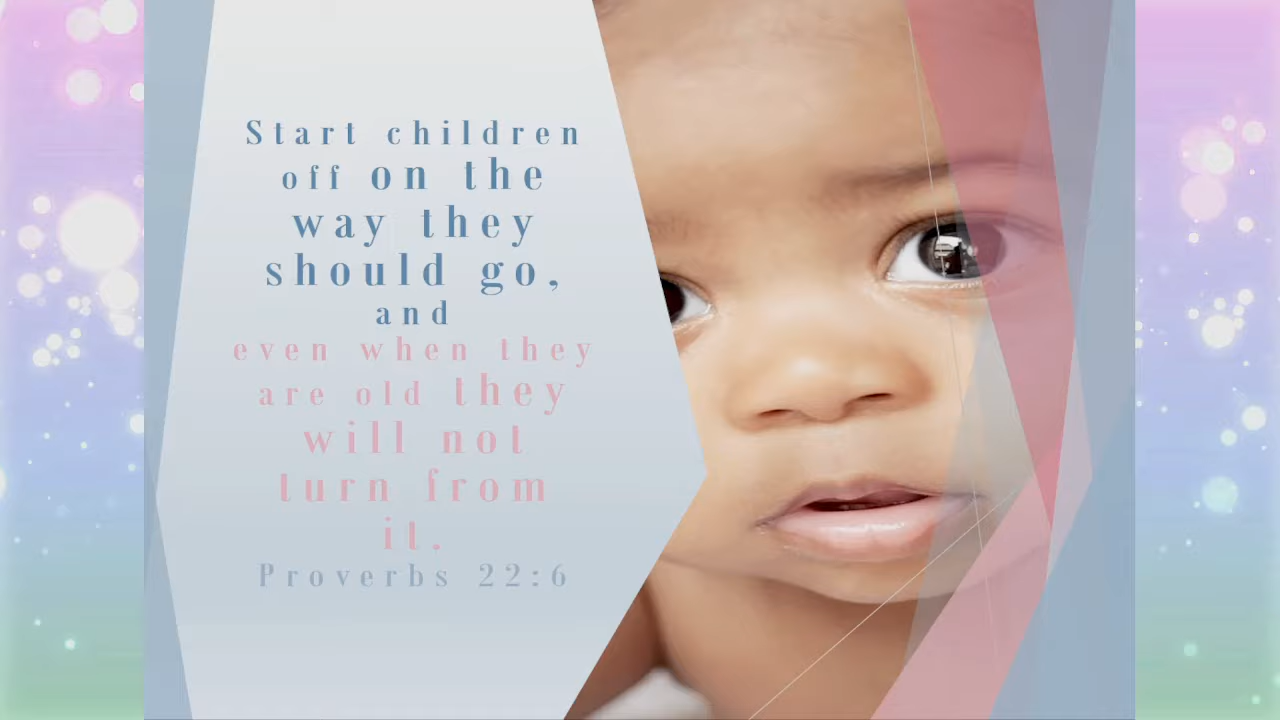 Start children
off on the
way they
should go,
and
even when they
are old they
will not
turn from
it.
Proverbs 22:6